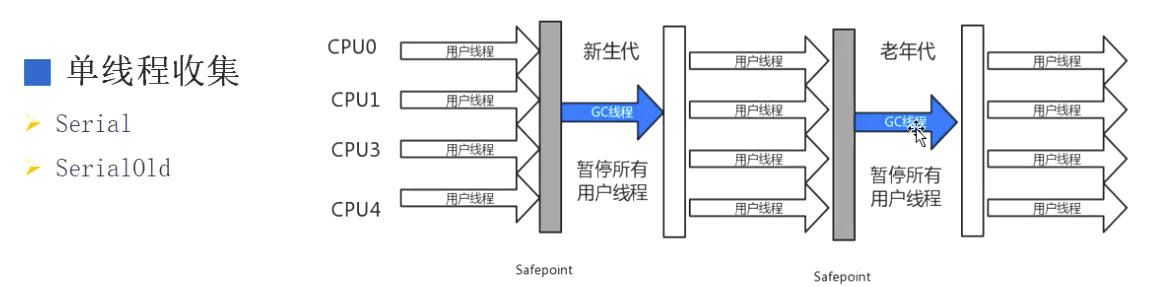 单线程收集
Serial
SerialOld
CPU0
CPU1
CPU3
CPU4
用户线程
用户线程
用户线程
用户线程
新生代
GC线程
暂停所有
用户线程
用户线程
用户线程
用户线程
用户线程
老年代
GC线程
暂停所有
用户线程
用户线程
用户线程
用户线程
用户线程
Safepoint
Safepoint